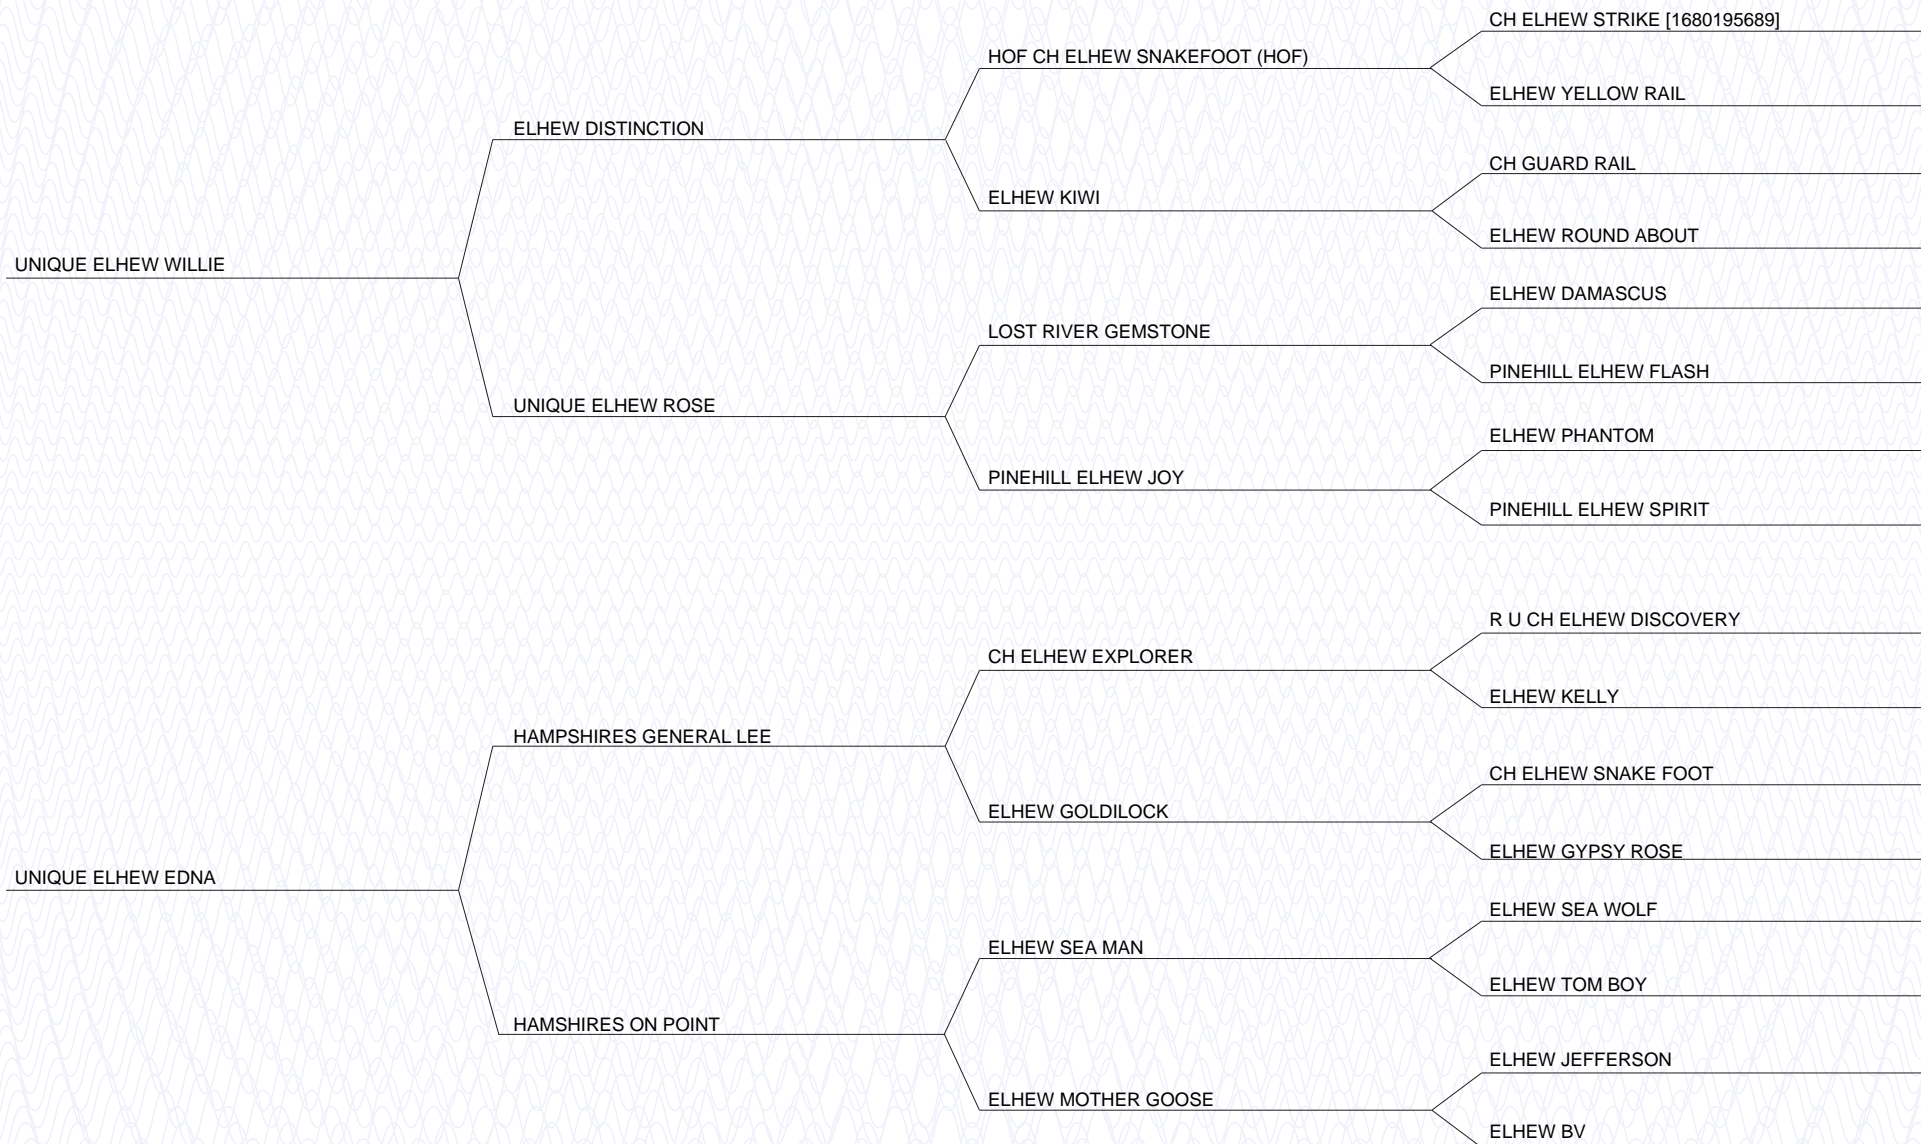 CH ELHEW STRIKE [1680195689]
HOF CH ELHEW SNAKEFOOT (HOF)
ELHEW YELLOW RAIL
ELHEW DISTINCTION
CH GUARD RAIL
ELHEW KIWI
ELHEW ROUND ABOUT
UNIQUE ELHEW WILLIE
ELHEW DAMASCUS
LOST RIVER GEMSTONE
PINEHILL ELHEW FLASH
UNIQUE ELHEW ROSE
ELHEW PHANTOM
PINEHILL ELHEW JOY
PINEHILL ELHEW SPIRIT
R U CH ELHEW DISCOVERY
CH ELHEW EXPLORER
ELHEW KELLY
HAMPSHIRES GENERAL LEE
CH ELHEW SNAKE FOOT
ELHEW GOLDILOCK
ELHEW GYPSY ROSE
UNIQUE ELHEW EDNA
ELHEW SEA WOLF
ELHEW SEA MAN
ELHEW TOM BOY
HAMSHIRES ON POINT
ELHEW JEFFERSON
ELHEW MOTHER GOOSE
ELHEW BV